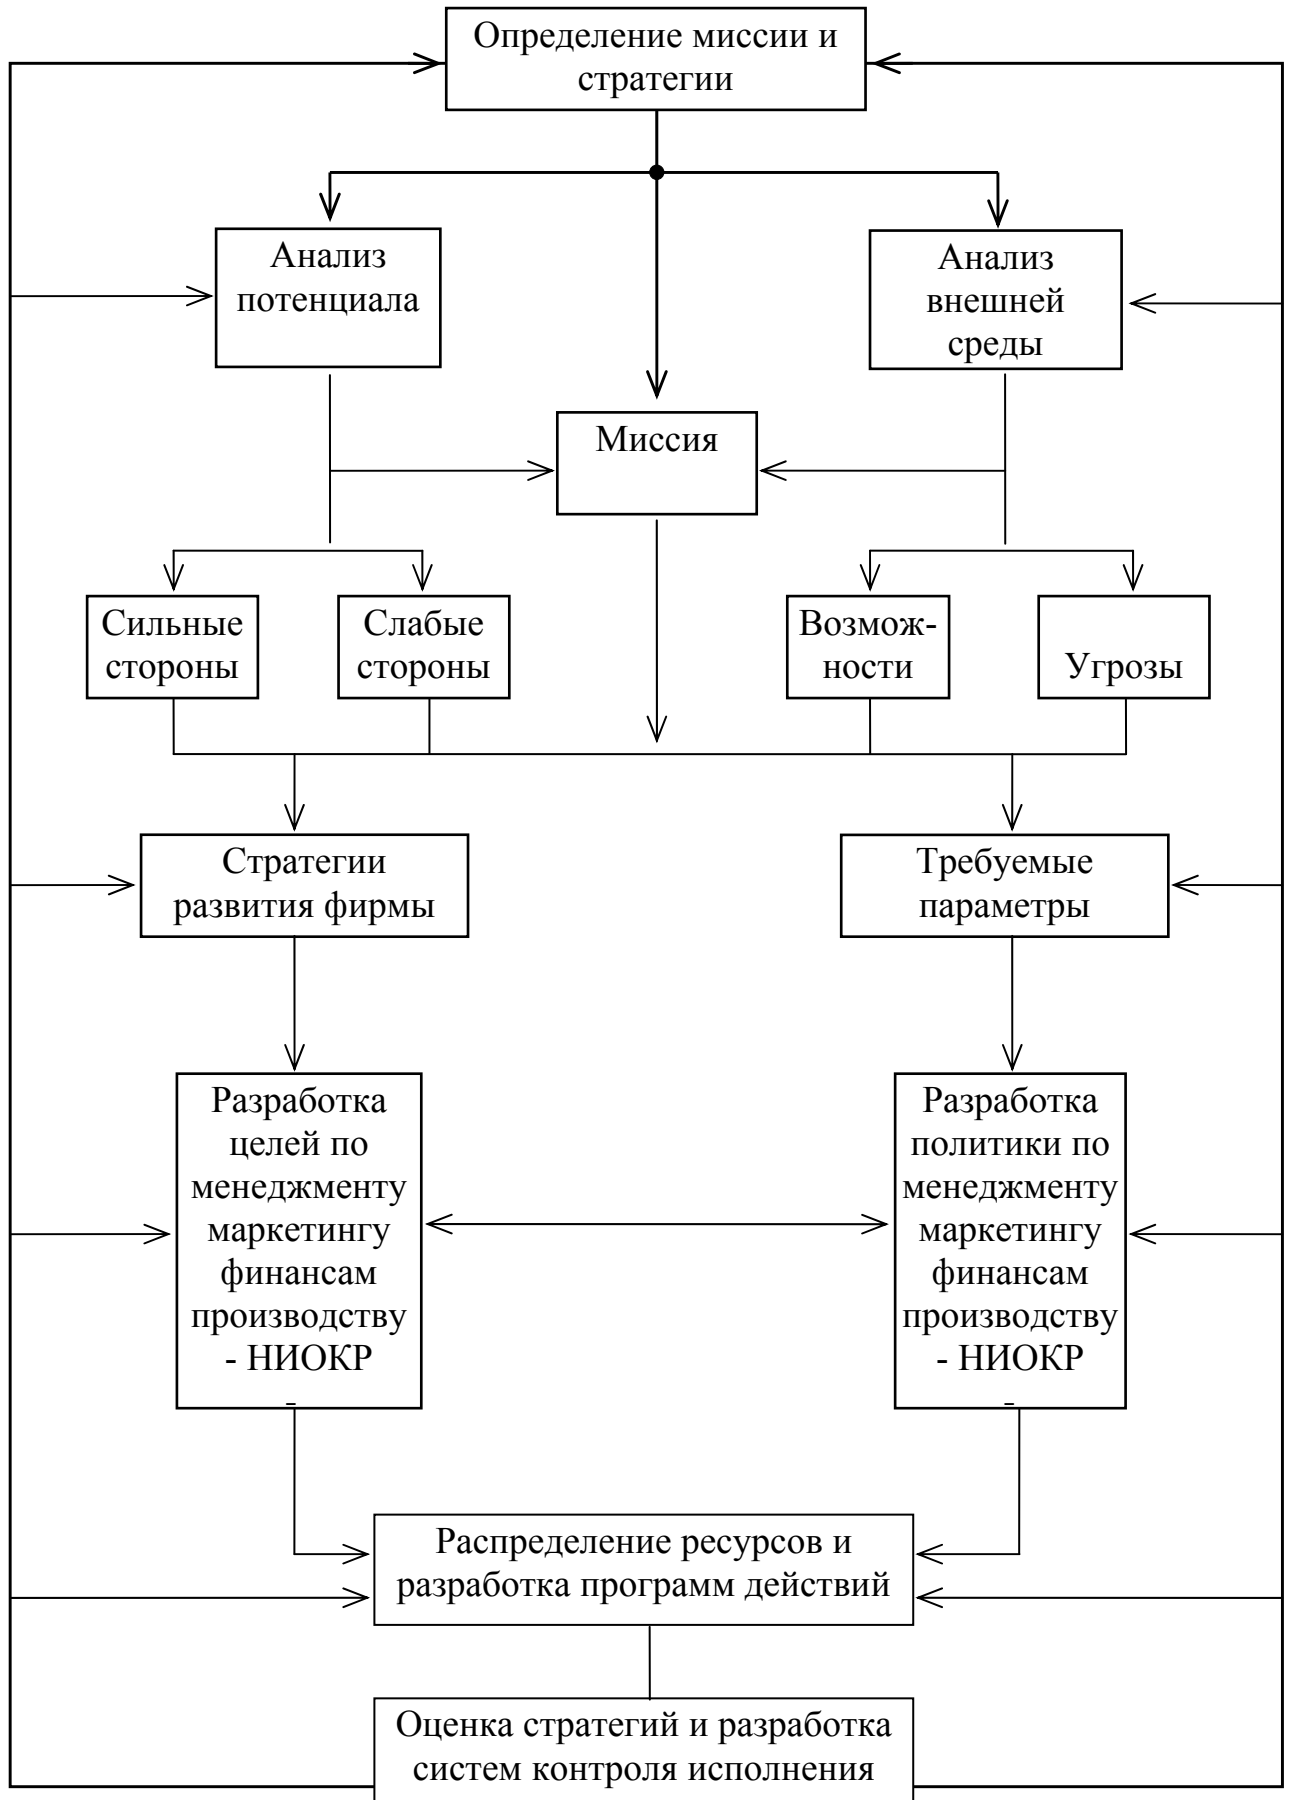 Определение миссии и
стратегии
Анализ
потенциала
Анализ
внешней
среды
Миссия
Сильные
стороны
Слабые
стороны
Возмож-
ности
Угрозы
Стратегии
развития фирмы
Требуемые
параметры
Разработка
целей по
менеджменту
маркетингу
финансам
производству
- НИОКР
-
Разработка
политики по
менеджменту
маркетингу
финансам
производству
- НИОКР
-
Распределение ресурсов и
разработка программ действий
Оценка стратегий и разработка
систем контроля исполнения